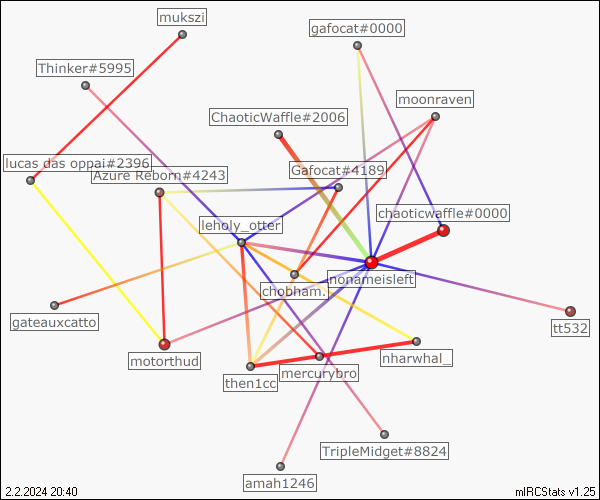 mukszi
gafocat#0000
Thinker#5995
moonraven
ChaoticWaffle#2006
lucas das oppai#2396
Azure Reborn#4243
Gafocat#4189
chaoticwaffle#0000
leholy_otter
nonameisleft
chobham.
gateauxcatto
tt532
motorthud
nharwhal_
mercurybro
then1cc
TripleMidget#8824
amah1246
2.2.2024 20:40
mIRCStats v1.25